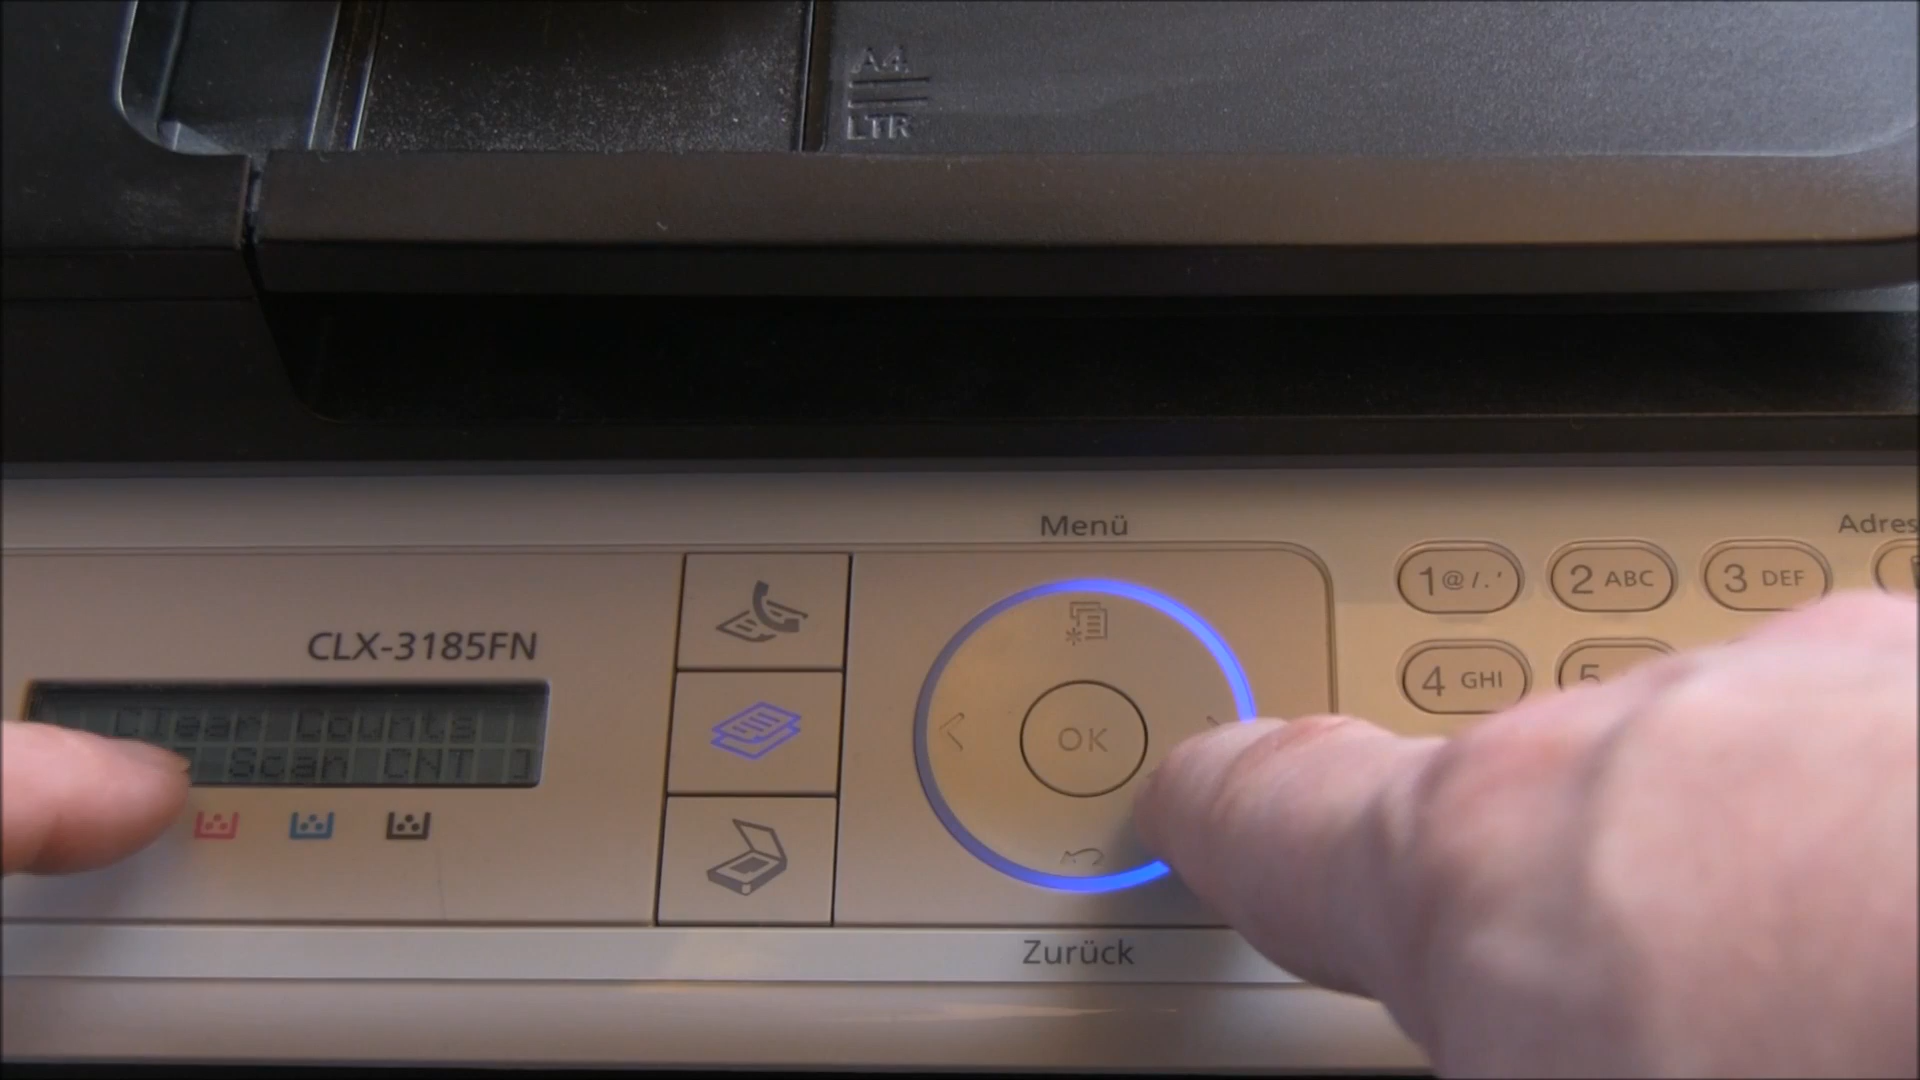 A4
LTR
Menü
Adres
1 @/.'
2 ABC
3 DEF
CLX-3185FN
4 GHI
5
Clear Counts
Scan CNT ]
OK
Zurück